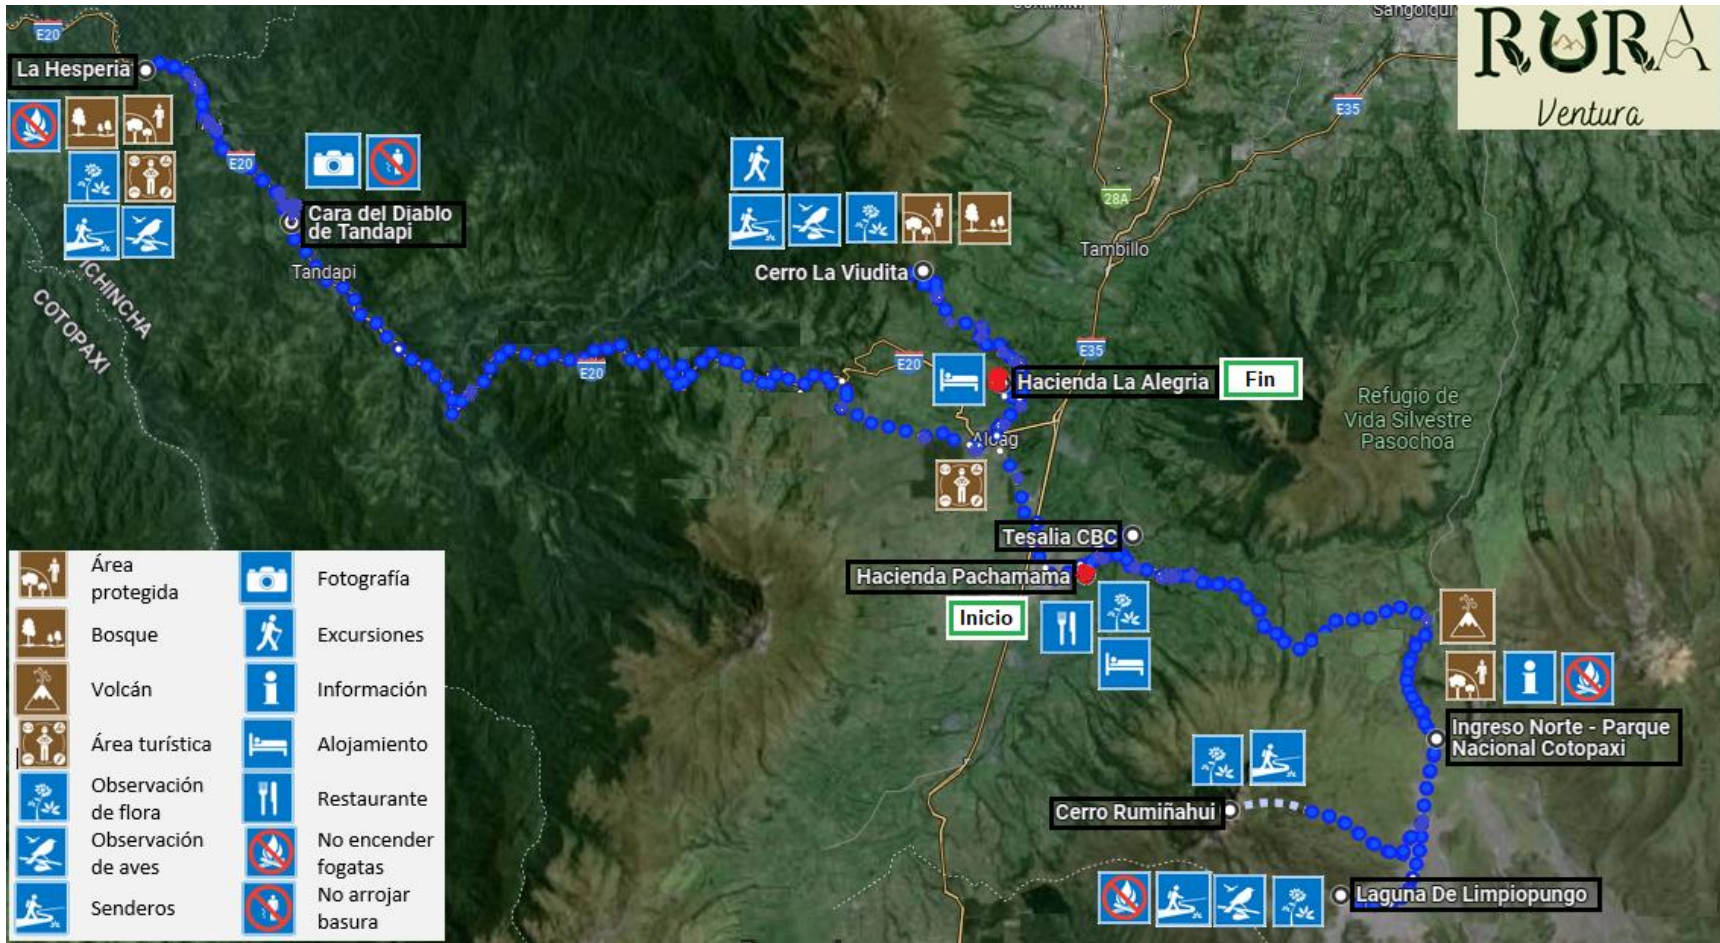 E20
La Hesperia
E20
Cara del Diablo
de Tandapi
Tandapi
PICHINCHA
COTOPAXI
Cerro La Viudita
Tambillo
28A
E35
RURA
Ventura
E20
E20
E35
Hacienda La Alegria
Fin
Refugio de
Vida Silvestre
Pasochoa
Aloag
Tesalia CBC
Hacienda Pachamama
Inicio
Ingreso Norte - Parque
Nacional Cotopaxi
Cerro Rumiñahui
Laguna De Limpiopungo
Área
protegida
Bosque
Volcán
Área turística
Observación
de flora
Observación
de aves
Senderos
Fotografía
Excursiones
Información
Alojamiento
Restaurante
No encender
fogatas
No arrojar
basura